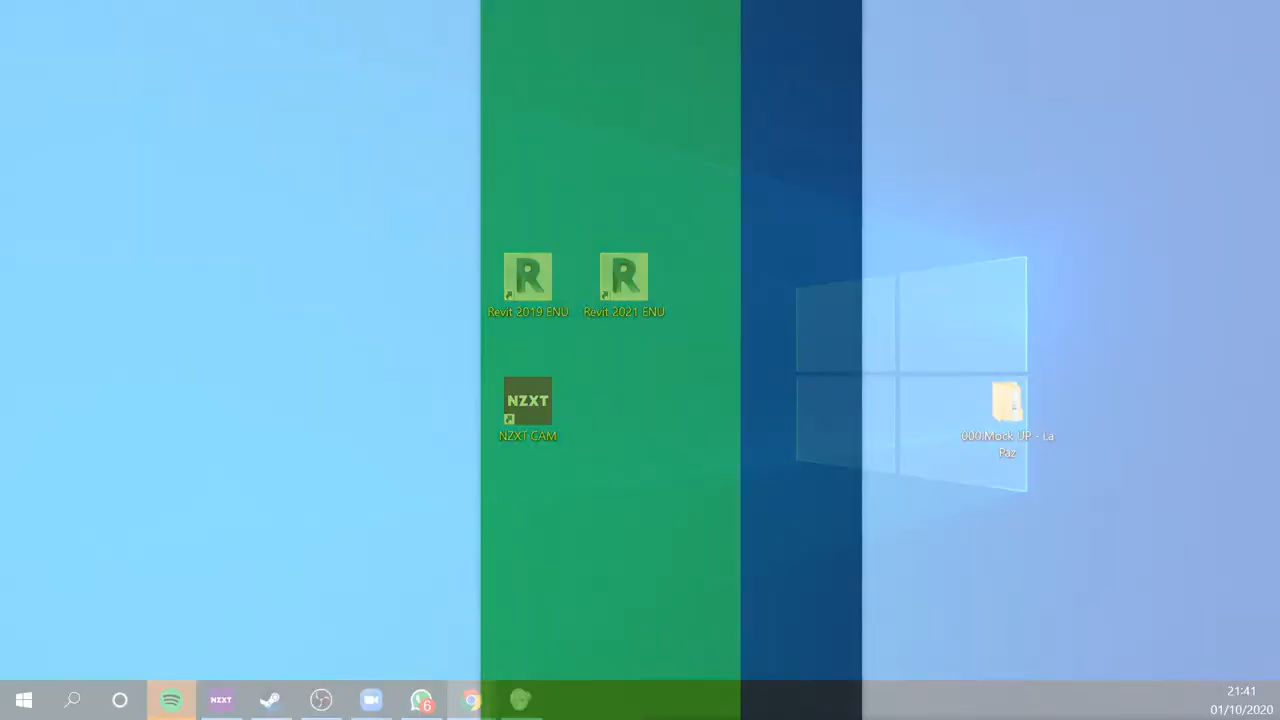 R
R
Revit 2019 ENU
Revit 2021 ENU
NZXT
NZXT CAM
000.Mock UP - La
Paz
NZXT
6
21:41
01/10/2020